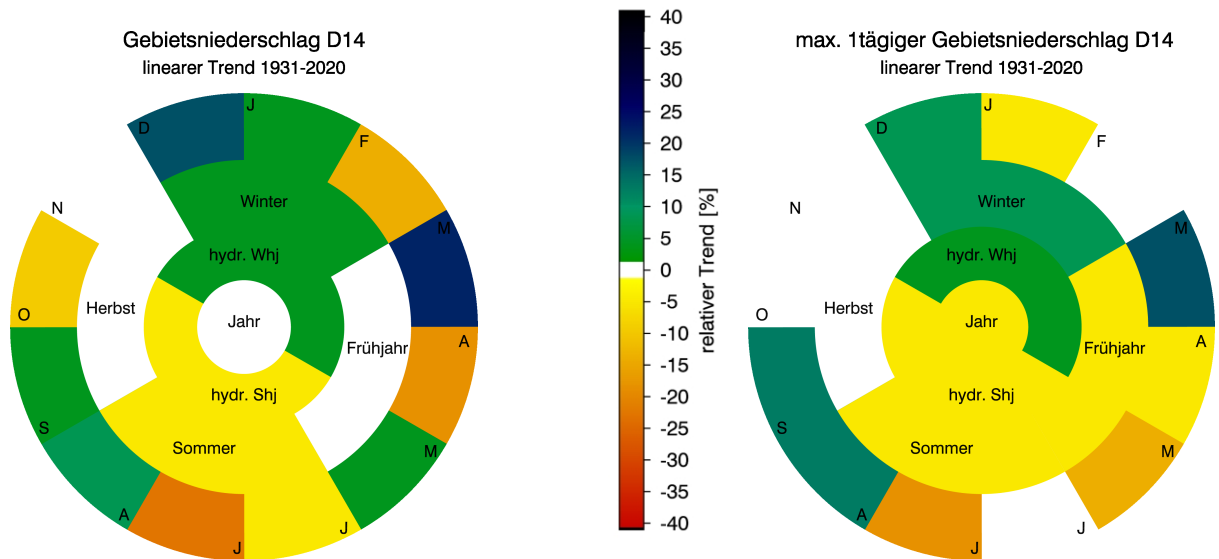 Gebietsniederschlag D14
linearer Trend 1931-2020
J
D
F
N
Winter
M
hydr. Whj
Herbst
O
Jahr
Frühjahr
A
hydr. Shj
S
Sommer
M
A
J
J
40
35
30
25
20
15
10
5
0
-5
-10
-15
-20
-25
-30
-35
-40
relativer Trend [%]
max. 1tägiger Gebietsniederschlag D14
linearer Trend 1931-2020
J
D
F
N
Winter
M
hydr. Whj
Herbst
O
Jahr
Frühjahr
A
hydr. Shj
S
Sommer
M
A
J
J